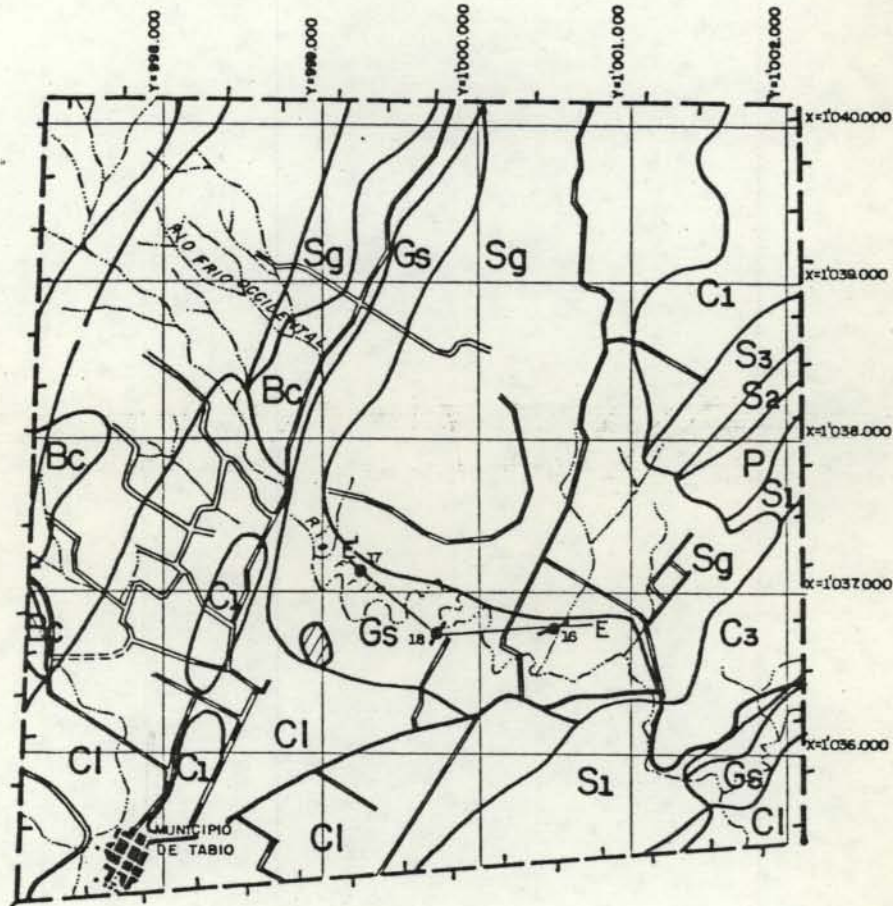 Y=998.000
Y=999.000
Y=1'000.000
Y=1'001.000
Y=1'002.000
X=1'040.000
RIO FRIO OCCIDENTAL
Sg
Gs
Sg
X=1'039.000
C1
S3
S2
Bc
X=1'038.000
Bc
P
S1
RIO
17
Sg
X=1'037.000
Gs
18
16
E
C3
Cl
Cl
C1
X=1'036.000
S1
Gs
Cl
Cl
MUNICIPIO
DE TABIO